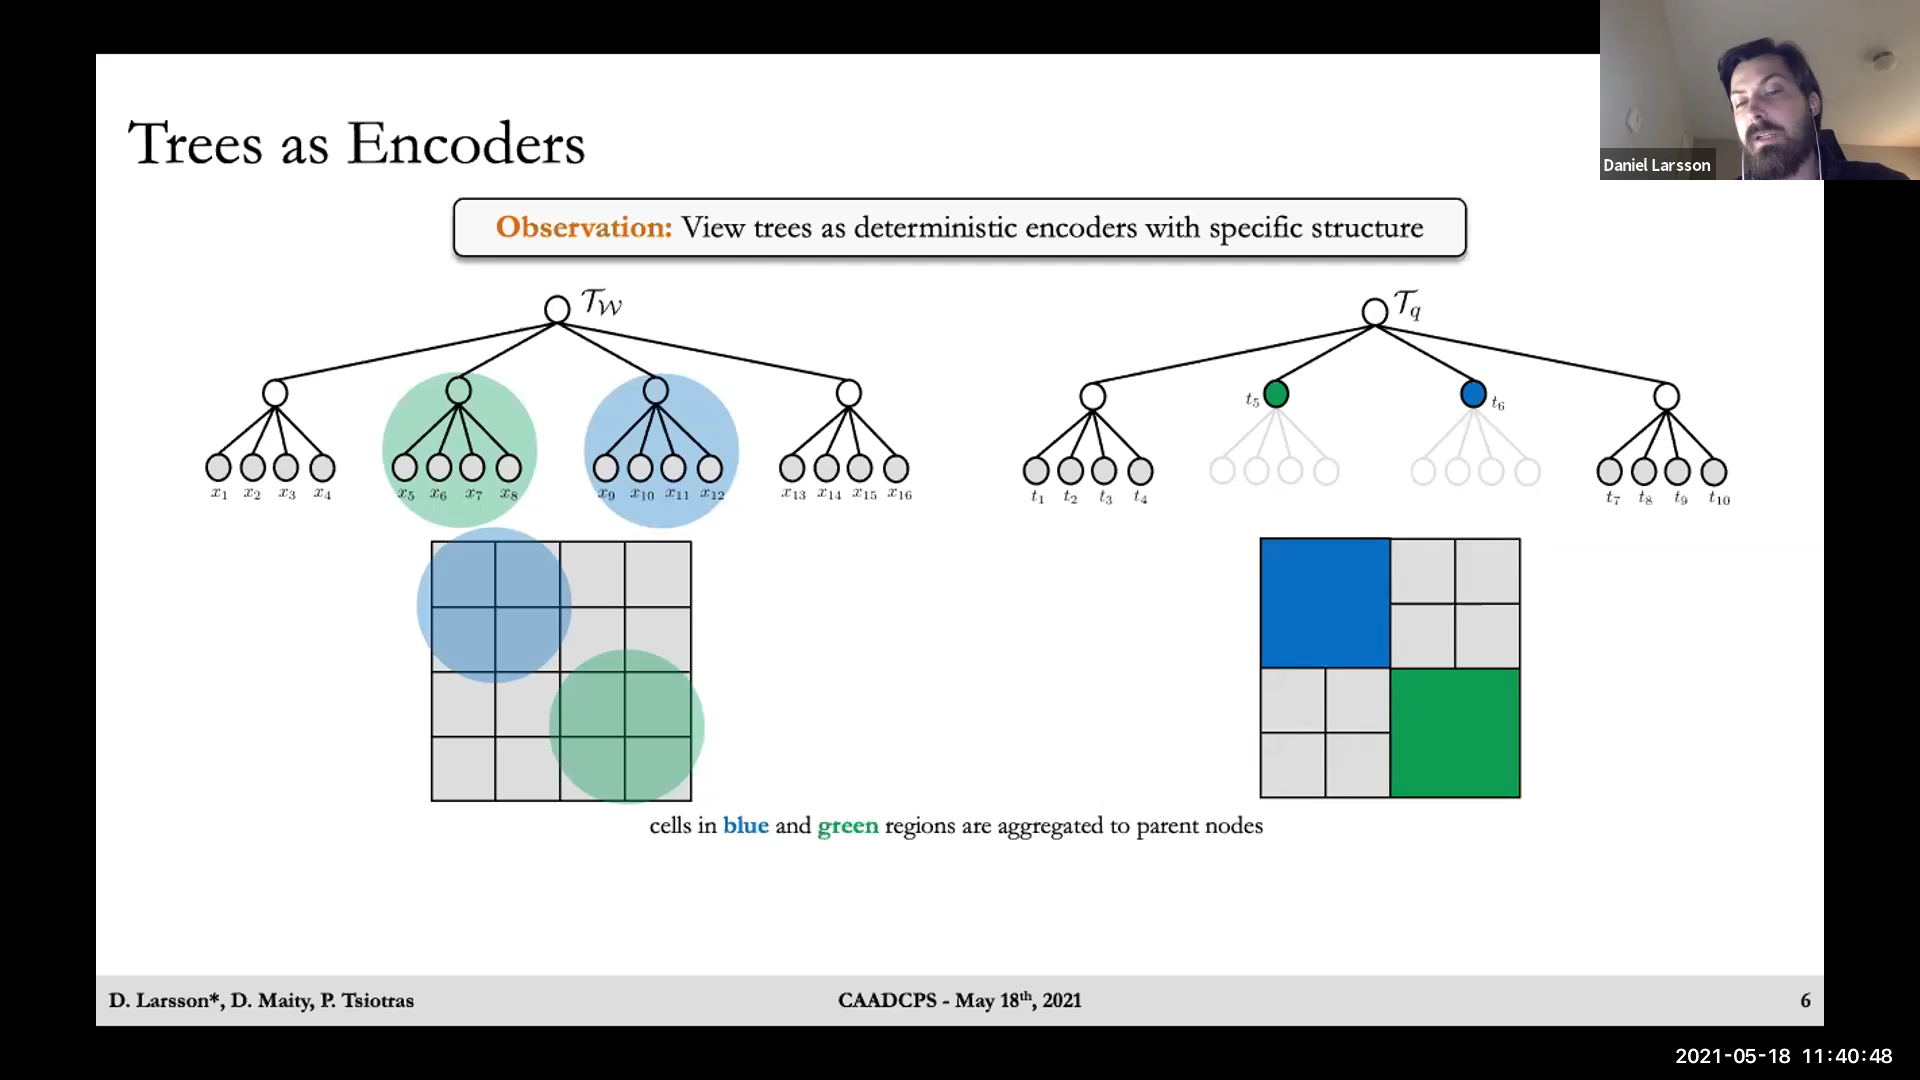 Daniel Larsson
Trees as Encoders
Observation: View trees as deterministic encoders with specific structure
𝒯𝒲
𝒯q
t5
t6
x1 x2 x3 x4 x5 x6 x7 x8 x9 x10 x11 x12 x13 x14 x15 x16
t1 t2 t3 t4 t7 t8 t9 t10
cells in blue and green regions are aggregated to parent nodes
D. Larsson*, D. Maity, P. Tsiotras
CAADCPS - May 18th, 2021
6
2021-05-18 11:40:48